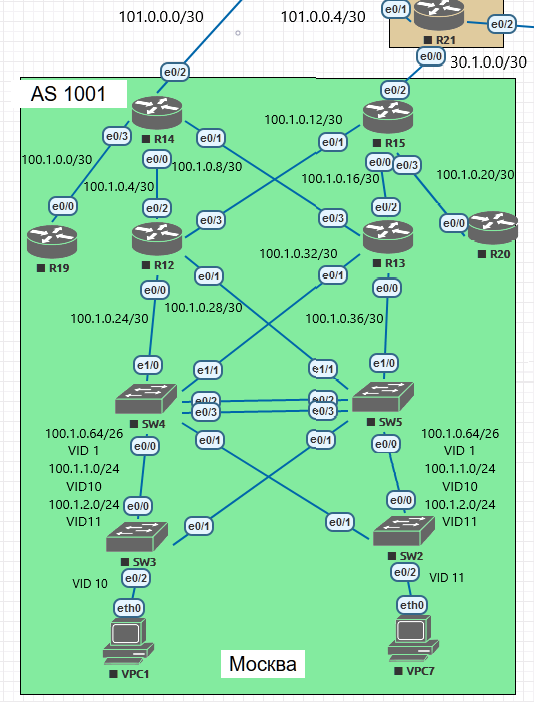 101.0.0.0/30
101.0.0.4/30
e0/1
R21
e0/2
e0/0
30.1.0.0/30
e0/2
AS 1001
e0/2
R14
R15
e0/3
e0/1
100.1.0.12/30
e0/1
100.1.0.0/30
e0/0
100.1.0.8/30
e0/0
e0/3
100.1.0.4/30
100.1.0.16/30
100.1.0.20/30
e0/0
e0/2
e0/3
e0/3
e0/2
e0/0
R19
R12
R13
R20
100.1.0.32/30
e0/0
e0/1
e0/1
e0/0
100.1.0.24/30
100.1.0.28/30
100.1.0.36/30
e1/0
e1/1
e1/1
e1/0
e0/2
e0/2
e0/3
e0/3
SW4
SW5
100.1.0.64/26
VID 1
100.1.1.0/24
VID10
100.1.2.0/24
VID11
e0/0
e0/1
e0/1
e0/0
100.1.0.64/26
VID 1
100.1.1.0/24
VID10
100.1.2.0/24
VID11
e0/0
e0/1
e0/1
e0/0
SW3
SW2
VID 10
e0/2
e0/2
VID 11
eth0
eth0
VPC1
VPC7
Москва